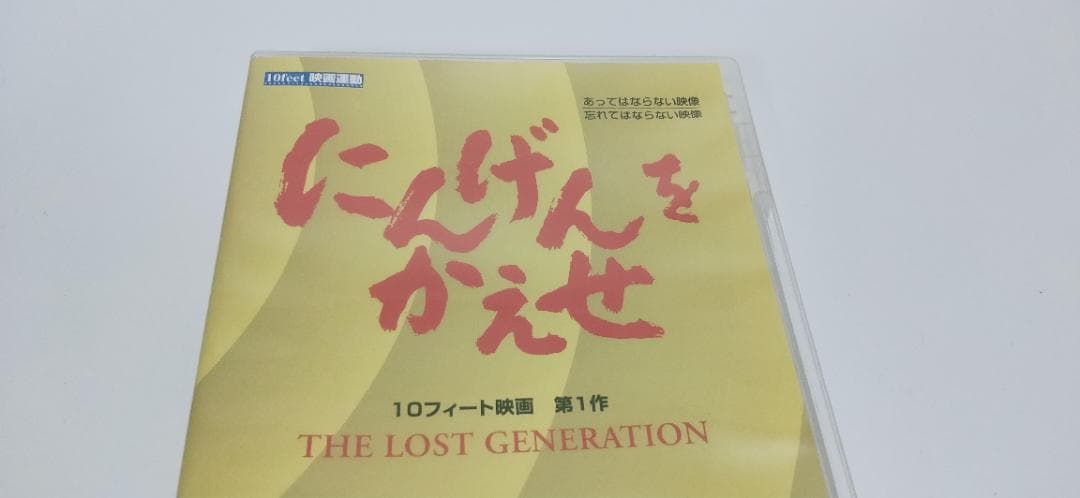 10feet 映画運動
あってはならない映像
忘れてはならない映像
にんげんを
かえせ
10フィート映画　第1作
THE LOST GENERATION